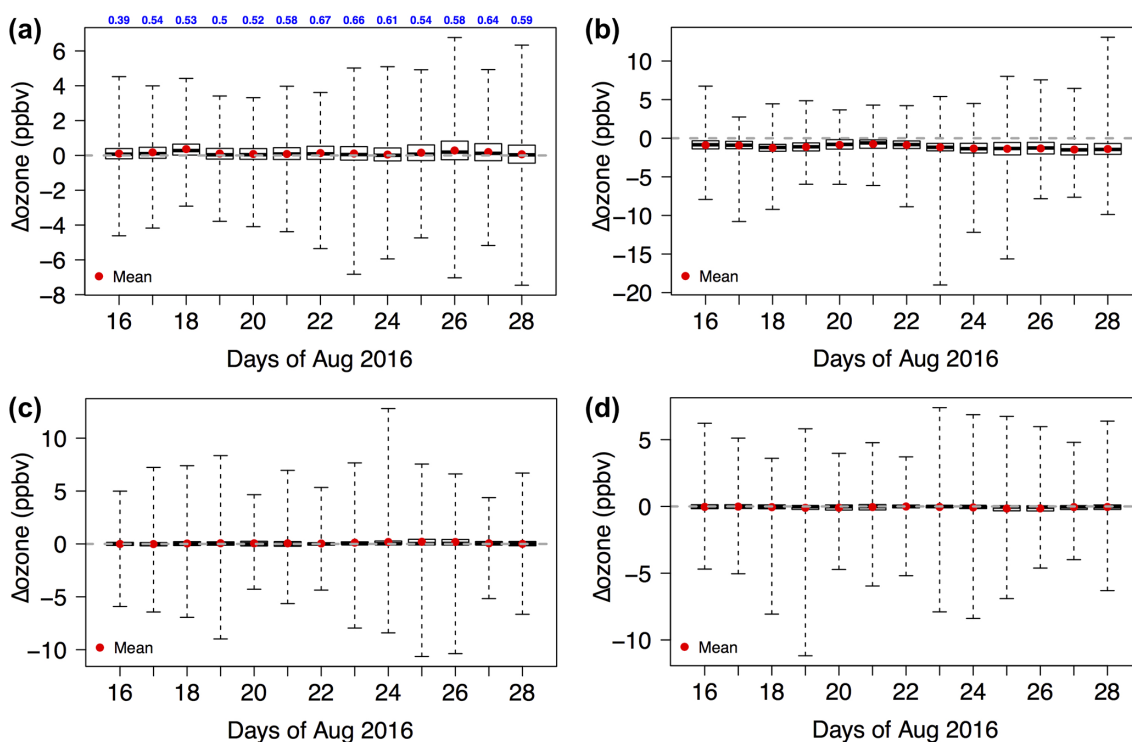 (a)
0.39 0.54 0.53 0.5 0.52 0.58 0.67 0.66 0.61 0.54 0.58 0.64 0.59
Δozone (ppbv)
6
4
2
0
−2
−4
−6
−8
Mean
16 18 20 22 24 26 28
Days of Aug 2016
(b)
Δozone (ppbv)
10
5
0
−5
−10
−15
−20
Mean
16 18 20 22 24 26 28
Days of Aug 2016
(c)
Δozone (ppbv)
10
5
0
−5
−10
Mean
16 18 20 22 24 26 28
Days of Aug 2016
(d)
Δozone (ppbv)
5
0
−5
−10
Mean
16 18 20 22 24 26 28
Days of Aug 2016